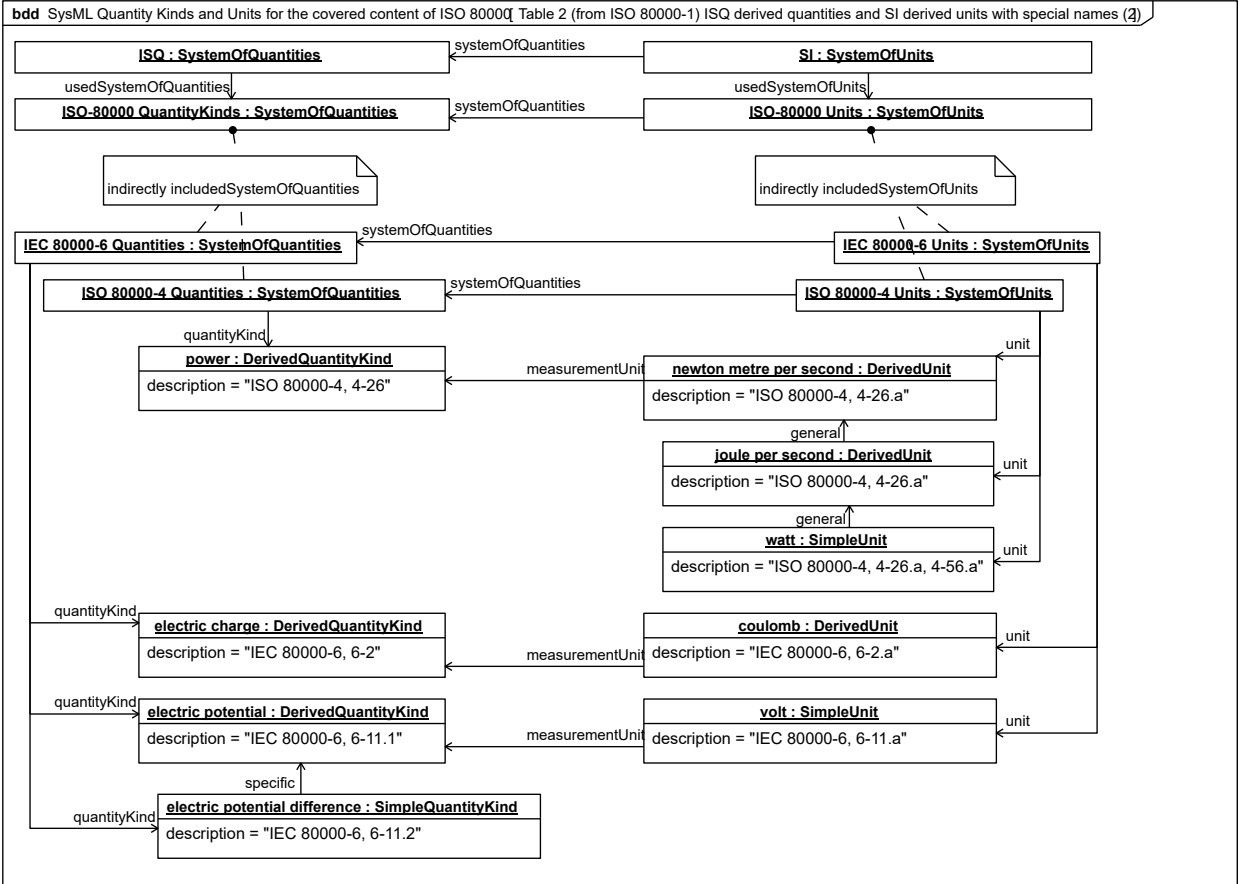 bdd SysML Quantity Kinds and Units for the covered content of ISO 80000[ Table 2 (from ISO 80000-1) ISQ derived quantities and SI derived units with special names (2)]
ISQ : SystemOfQuantities
systemOfQuantities
SI : SystemOfUnits
usedSystemOfQuantities
usedSystemOfUnits
ISO-80000 QuantityKinds : SystemOfQuantities
systemOfQuantities
ISO-80000 Units : SystemOfUnits
indirectly includedSystemOfQuantities
indirectly includedSystemOfUnits
IEC 80000-6 Quantities : SystemOfQuantities
systemOfQuantities
IEC 80000-6 Units : SystemOfUnits
ISO 80000-4 Quantities : SystemOfQuantities
systemOfQuantities
ISO 80000-4 Units : SystemOfUnits
quantityKind
unit
power : DerivedQuantityKind
description = "ISO 80000-4, 4-26"
measurementUnit
newton metre per second : DerivedUnit
description = "ISO 80000-4, 4-26.a"
general
joule per second : DerivedUnit
unit
description = "ISO 80000-4, 4-26.a"
general
watt : SimpleUnit
unit
description = "ISO 80000-4, 4-26.a, 4-56.a"
quantityKind
electric charge : DerivedQuantityKind
description = "IEC 80000-6, 6-2"
measurementUnit
coulomb : DerivedUnit
unit
description = "IEC 80000-6, 6-2.a"
quantityKind
electric potential : DerivedQuantityKind
description = "IEC 80000-6, 6-11.1"
measurementUnit
volt : SimpleUnit
unit
description = "IEC 80000-6, 6-11.a"
specific
quantityKind
electric potential difference : SimpleQuantityKind
description = "IEC 80000-6, 6-11.2"